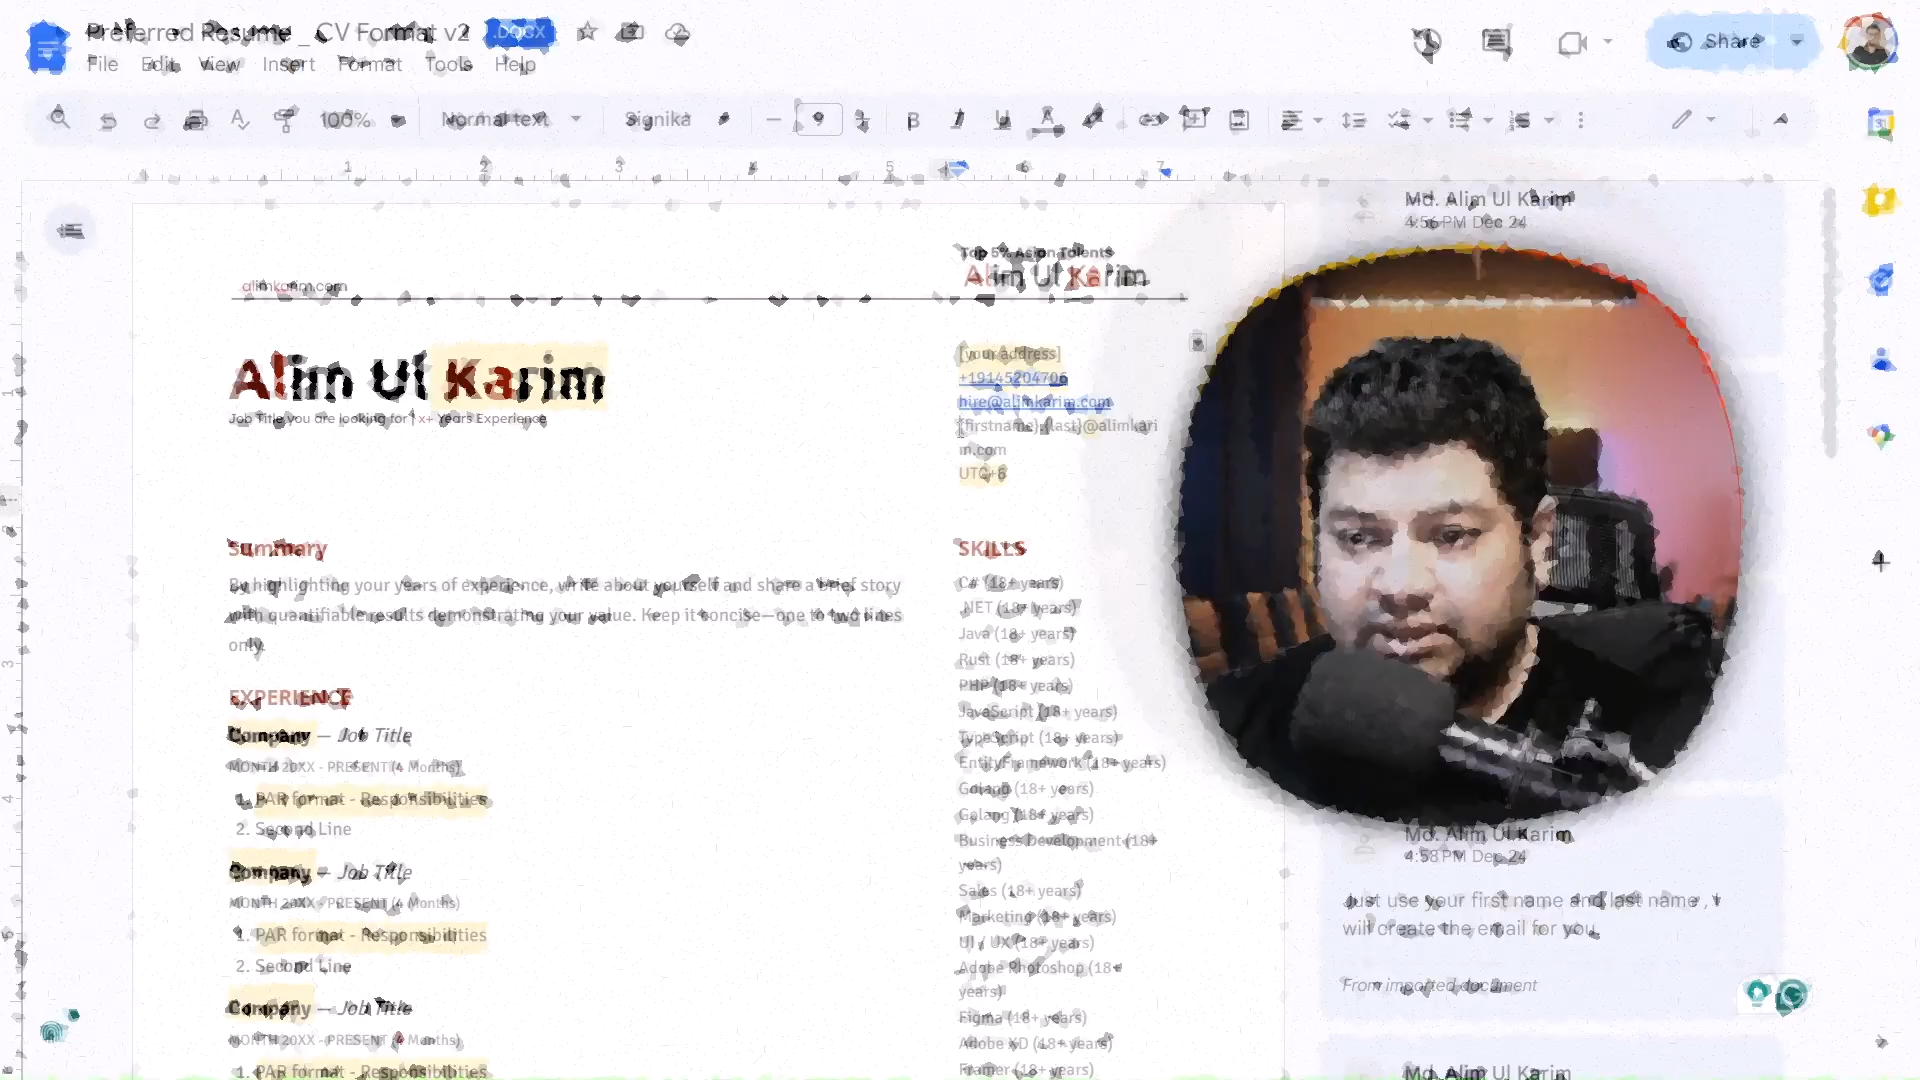 Preferred Resume _ CV Format v2 .DOCX
File Edit View Insert Format Tools Help
Share
100% Normal text Signika 9
1 2 3 4 5 6 7
alimkarim.com
Top 5% Asian Talents
Alim Ul Karim
Alim Ul Karim
Job Title you are looking for | x+ Years Experience
[your address]
+19145204706
hire@alimkarim.com
{firstname}.{last}@alimkari
m.com
UTC+6
Summary
By highlighting your years of experience, write about yourself and share a brief story
with quantifiable results demonstrating your value. Keep it concise—one to two lines
only.
EXPERIENCE
Company — Job Title
MONTH 20XX - PRESENT (4 Months)
1. PAR format - Responsibilities
2. Second Line
Company — Job Title
MONTH 20XX - PRESENT (4 Months)
1. PAR format - Responsibilities
2. Second Line
Company — Job Title
MONTH 20XX - PRESENT (4 Months)
1. PAR format - Responsibilities
SKILLS
C# (18+ years)
.NET (18+ years)
Java (18+ years)
Rust (18+ years)
PHP (18+ years)
JavaScript (18+ years)
TypeScript (18+ years)
EntityFramework (18+ years)
Golang (18+ years)
Golang (18+ years)
Business Development (18+
years)
Sales (18+ years)
Marketing (18+ years)
UI / UX (18+ years)
Adobe Photoshop (18+
years)
Figma (18+ years)
Adobe XD (18+ years)
Framer (18+ years)
Md. Alim Ul Karim
4:56 PM Dec 24
Md. Alim Ul Karim
4:58 PM Dec 24
Just use your first name and last name , I
will create the email for you.
From imported document
Md. Alim Ul Karim